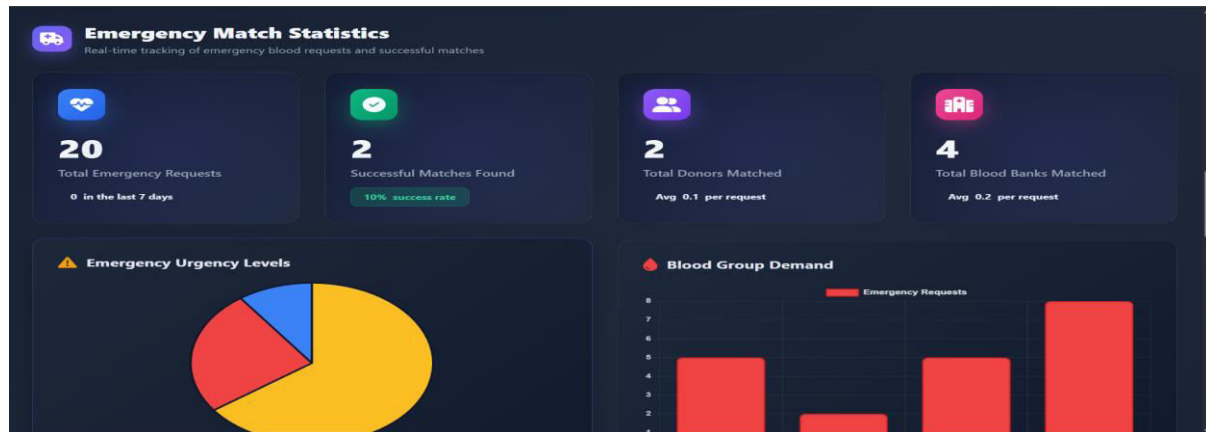 Emergency Match Statistics
Real-time tracking of emergency blood requests and successful matches
20
Total Emergency Requests
0 in the last 7 days
2
Successful Matches Found
10% success rate
2
Total Donors Matched
Avg 0.1 per request
4
Total Blood Banks Matched
Avg 0.2 per request
Emergency Urgency Levels
Blood Group Demand
Emergency Requests
8
7
6
5
4
3
2
1